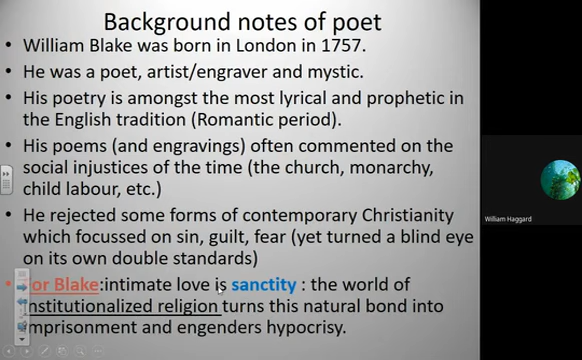 Background notes of poet
• William Blake was born in London in 1757.
• He was a poet, artist/engraver and mystic.
• His poetry is amongst the most lyrical and prophetic in
the English tradition (Romantic period).
• His poems (and engravings) often commented on the
social injustices of the time (the church, monarchy,
child labour, etc.)
• He rejected some forms of contemporary Christianity
which focussed on sin, guilt, fear (yet turned a blind eye
on its own double standards)
• For Blake:intimate love is sanctity : the world of
institutionalized religion turns this natural bond into
imprisonment and engenders hypocrisy.
William Haggard